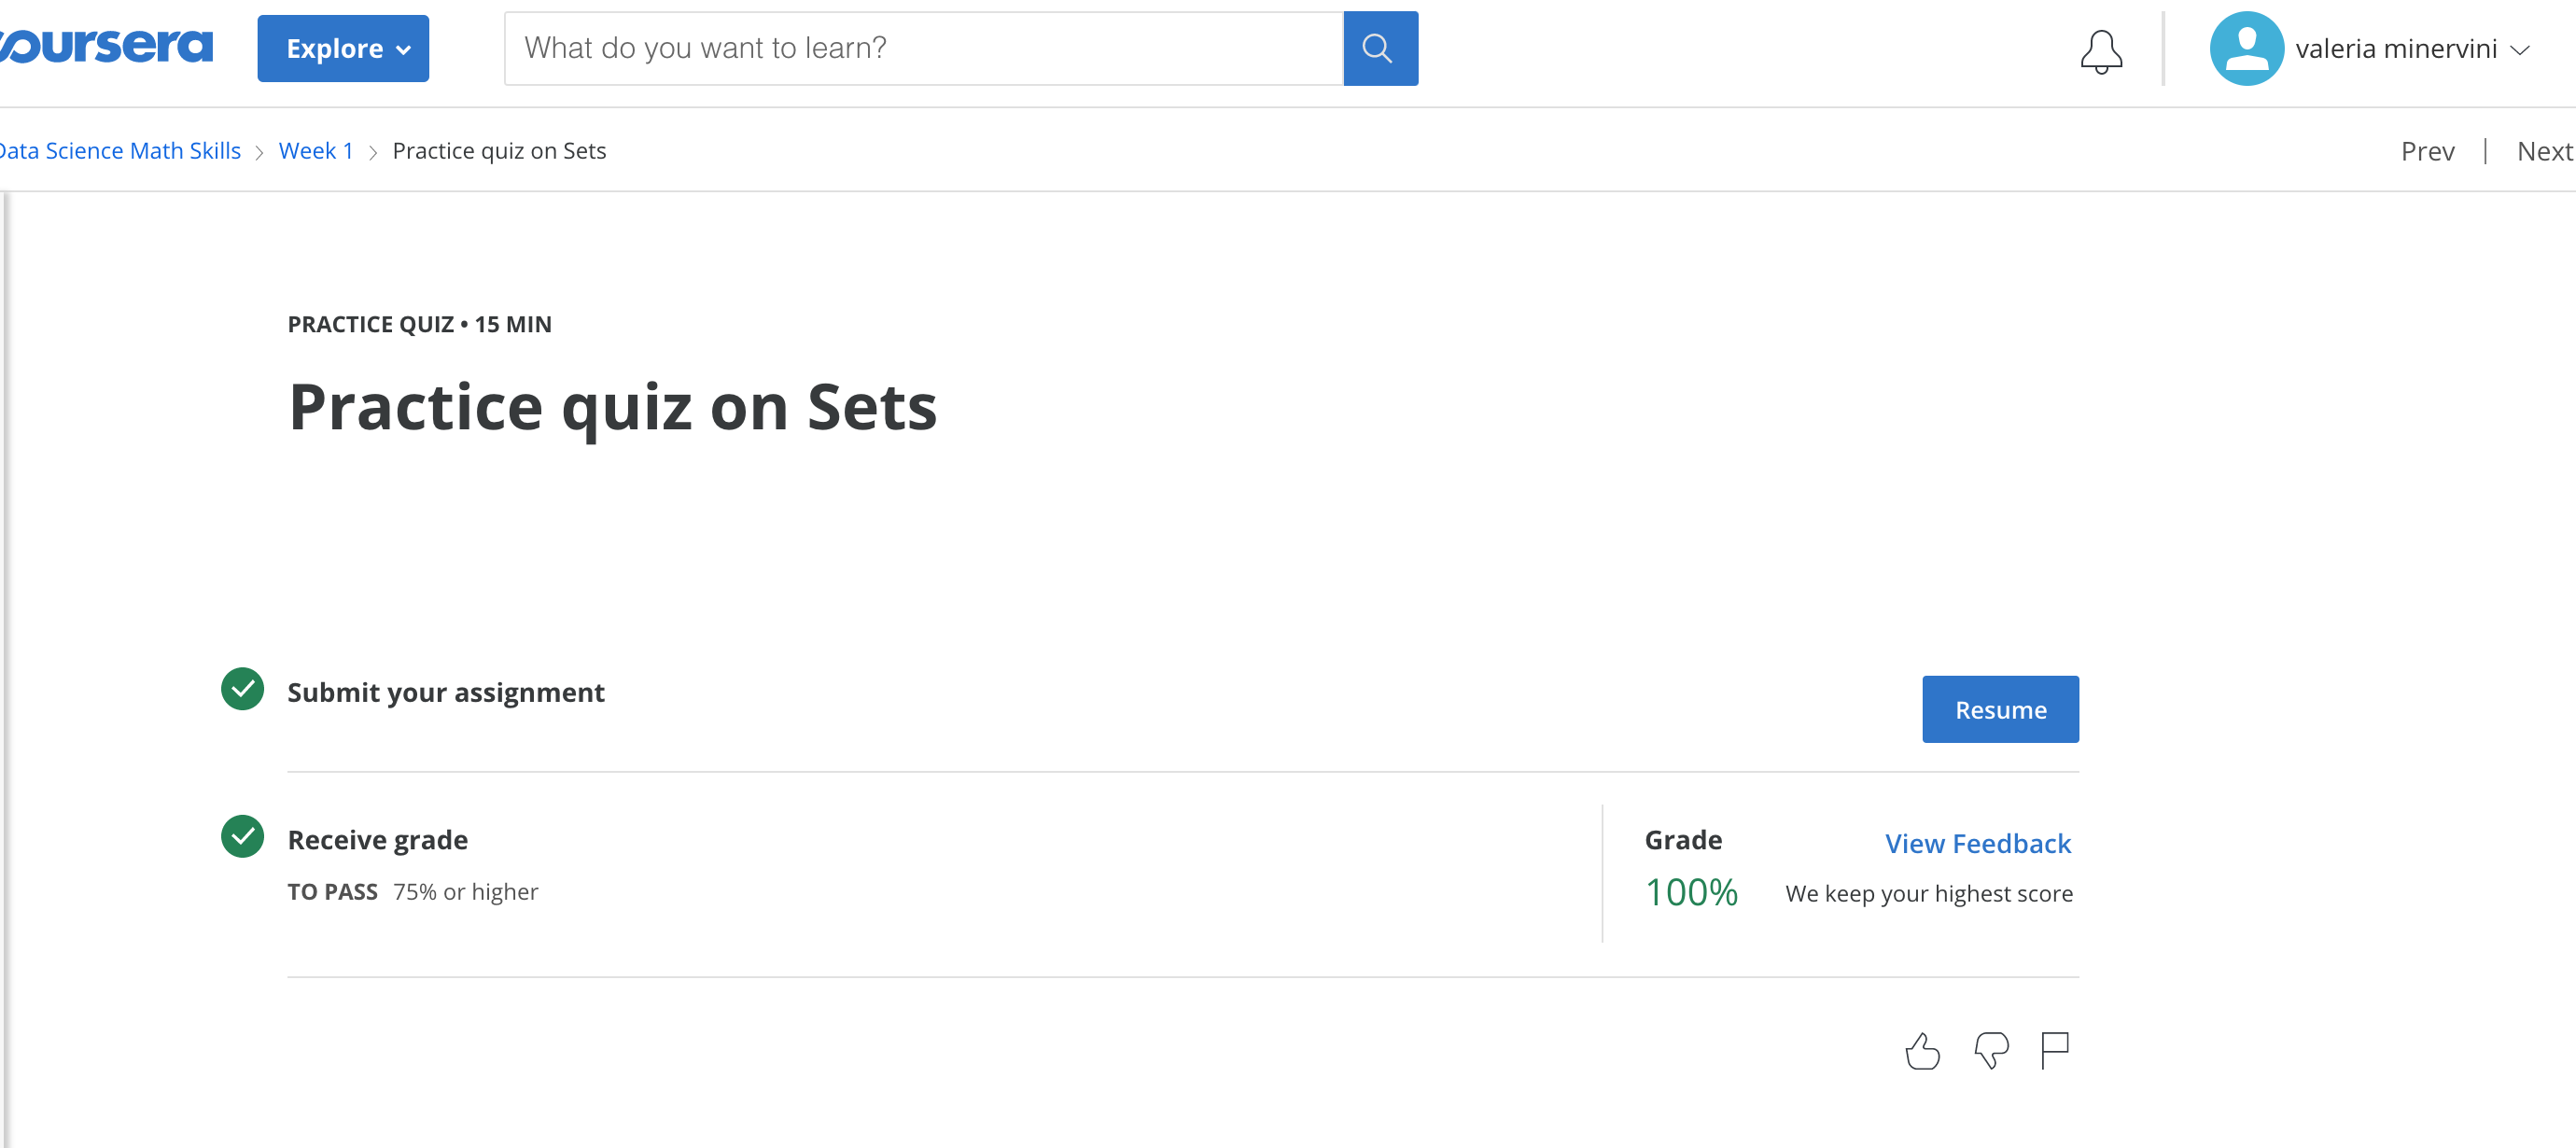 oursera
Explore
What do you want to learn?
valeria minervini
Data Science Math Skills > Week 1 > Practice quiz on Sets
Prev | Next
PRACTICE QUIZ • 15 MIN
Practice quiz on Sets
Submit your assignment
Resume
Receive grade
TO PASS 75% or higher
Grade
100%
View Feedback
We keep your highest score